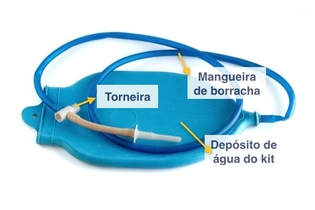 Mangueira
de borracha
Torneira
Depósito de
água do kit